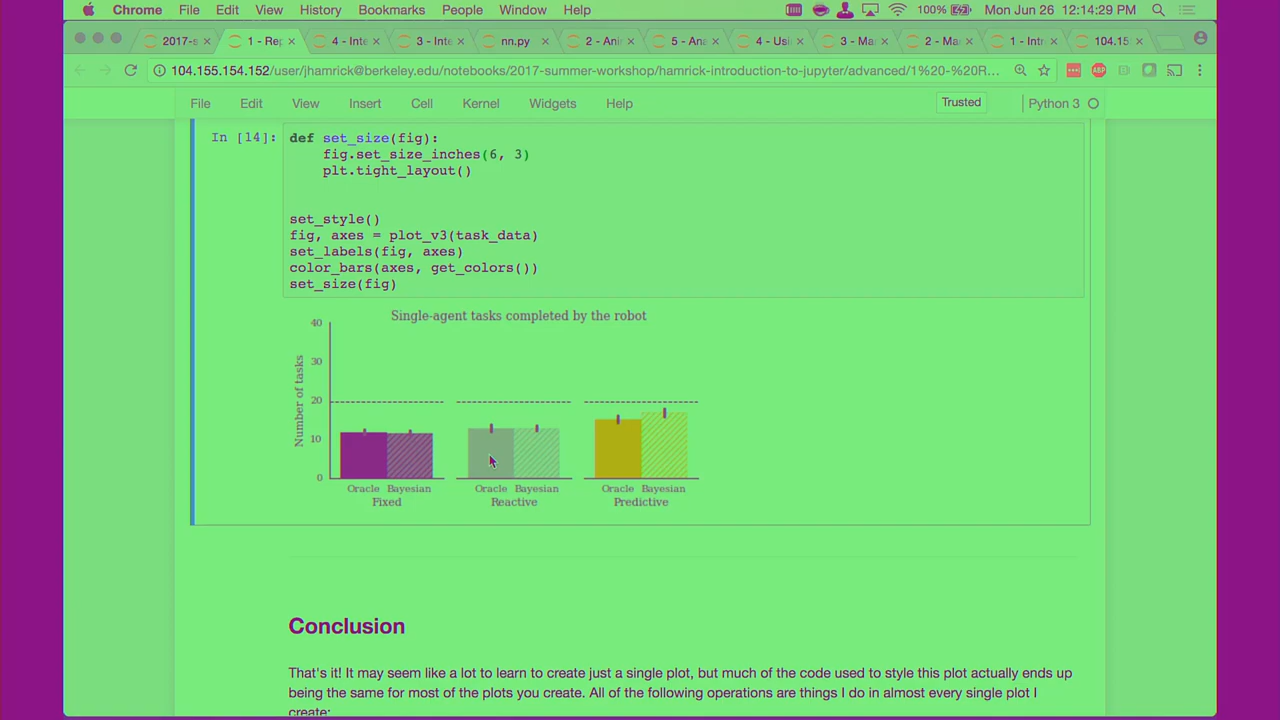 Chrome File Edit View History Bookmarks People Window Help 100% Mon Jun 26 12:14:29 PM
2017-s 1 - Rep 4 - Inte 3 - Inte nn.py 2 - Ani 5 - Ana 4 - Usi 3 - Ma 2 - Ma 1 - Intr 104.15
104.155.154.152/user/jhamrick@berkeley.edu/notebooks/2017-summer-workshop/hamrick-introduction-to-jupyter/advanced/1%20-%20R...
ABP
File Edit View Insert Cell Kernel Widgets Help Trusted Python 3
In [14]: def set_size(fig):
fig.set_size_inches(6, 3)
plt.tight_layout()
set_style()
fig, axes = plot_v3(task_data)
set_labels(fig, axes)
color_bars(axes, get_colors())
set_size(fig)
Single-agent tasks completed by the robot
Number of tasks
40
30
20
10
0
Oracle Bayesian Oracle Bayesian Oracle Bayesian
Fixed Reactive Predictive
Conclusion
That's it! It may seem like a lot to learn to create just a single plot, but much of the code used to style this plot actually ends up
being the same for most of the plots you create. All of the following operations are things I do in almost every single plot I
create: